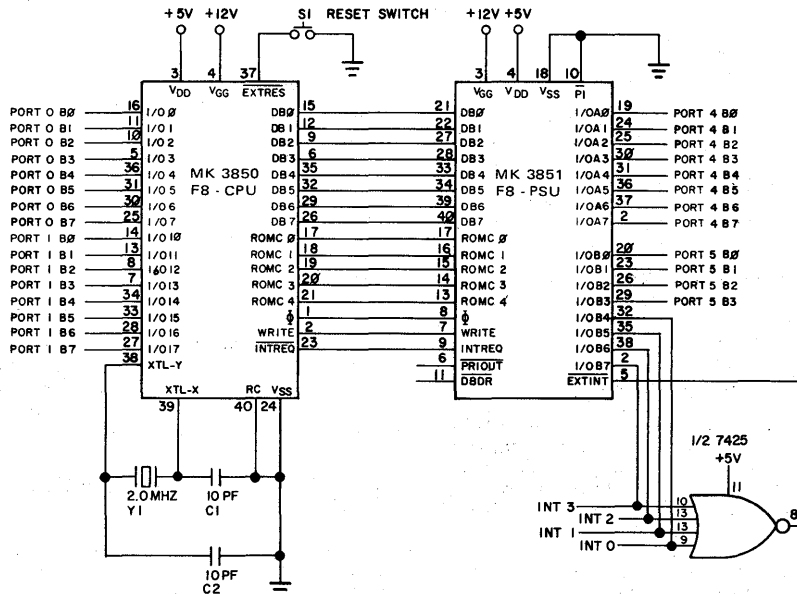 +5V +12V S1 RESET SWITCH +12V +5V
3 4 37 3 4 18 10
VDD VGG EXTRES VGG VDD VSS PI
PORT 0 B0 16 I/O 0 DB0 15 21 DB0 I/OA0 19 PORT 4 B0
PORT 0 B1 11 I/O 1 DB1 12 22 DB1 I/OA1 24 PORT 4 B1
PORT 0 B2 10 I/O 2 DB2 9 27 DB2 I/OA2 25 PORT 4 B2
PORT 0 B3 5 I/O 3 DB3 6 28 DB3 I/OA3 30 PORT 4 B3
PORT 0 B4 36 I/O 4 MK 3850 DB4 35 33 DB4 MK 3851 I/OA4 31 PORT 4 B4
PORT 0 B5 31 I/O 5 F8 - CPU DB5 32 34 DB5 F8 - PSU I/OA5 36 PORT 4 B5
PORT 0 B6 30 I/O 6 DB6 29 39 DB6 I/OA6 37 PORT 4 B6
PORT 0 B7 25 I/O 7 DB7 26 40 DB7 I/OA7 2 PORT 4 B7
PORT 1 B0 14 I/O 10 ROMC 0 17 17 ROMC 0
PORT 1 B1 13 I/O 11 ROMC 1 18 16 ROMC 1 I/OB0 20 PORT 5 B0
PORT 1 B2 8 I/O 12 ROMC 2 19 15 ROMC 2 I/OB1 23 PORT 5 B1
PORT 1 B3 7 I/O 13 ROMC 3 20 14 ROMC 3 I/OB2 26 PORT 5 B2
PORT 1 B4 34 I/O 14 ROMC 4 21 13 ROMC 4 I/OB3 29 PORT 5 B3
PORT 1 B5 33 I/O 15 Φ 1 8 Φ I/OB4 32
PORT 1 B6 28 I/O 16 WRITE 2 7 WRITE I/OB5 35
PORT 1 B7 27 I/O 17 INTREQ 23 9 INTREQ I/OB6 38
38 XTL-Y 6 PRIOUT I/OB7 2
11 DBDR EXTINT 5
XTL-X RC VSS
39 40 24
1/2 7425
+5V
11
2.0 MHZ 10 PF
Y1 C1
INT 3 10
INT 2 13 8
INT 1 13
INT 0 9
10 PF
C2